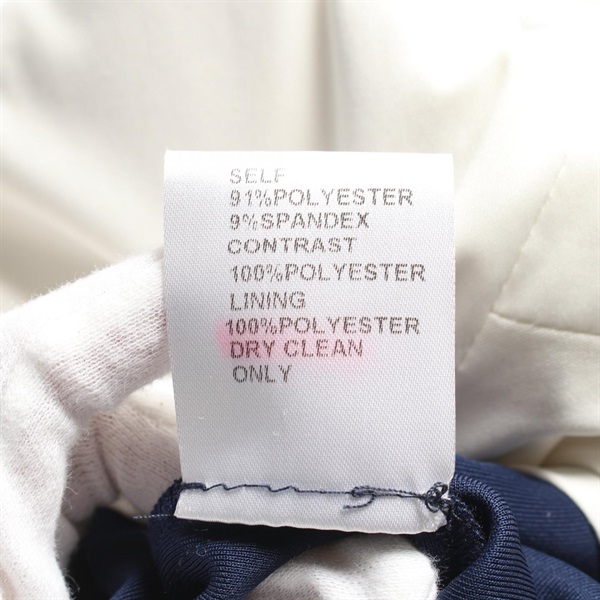 SELF
91%POLYESTER
9%SPANDEX
CONTRAST
100%POLYESTER
LINING
100%POLYESTER
DRY CLEAN
ONLY